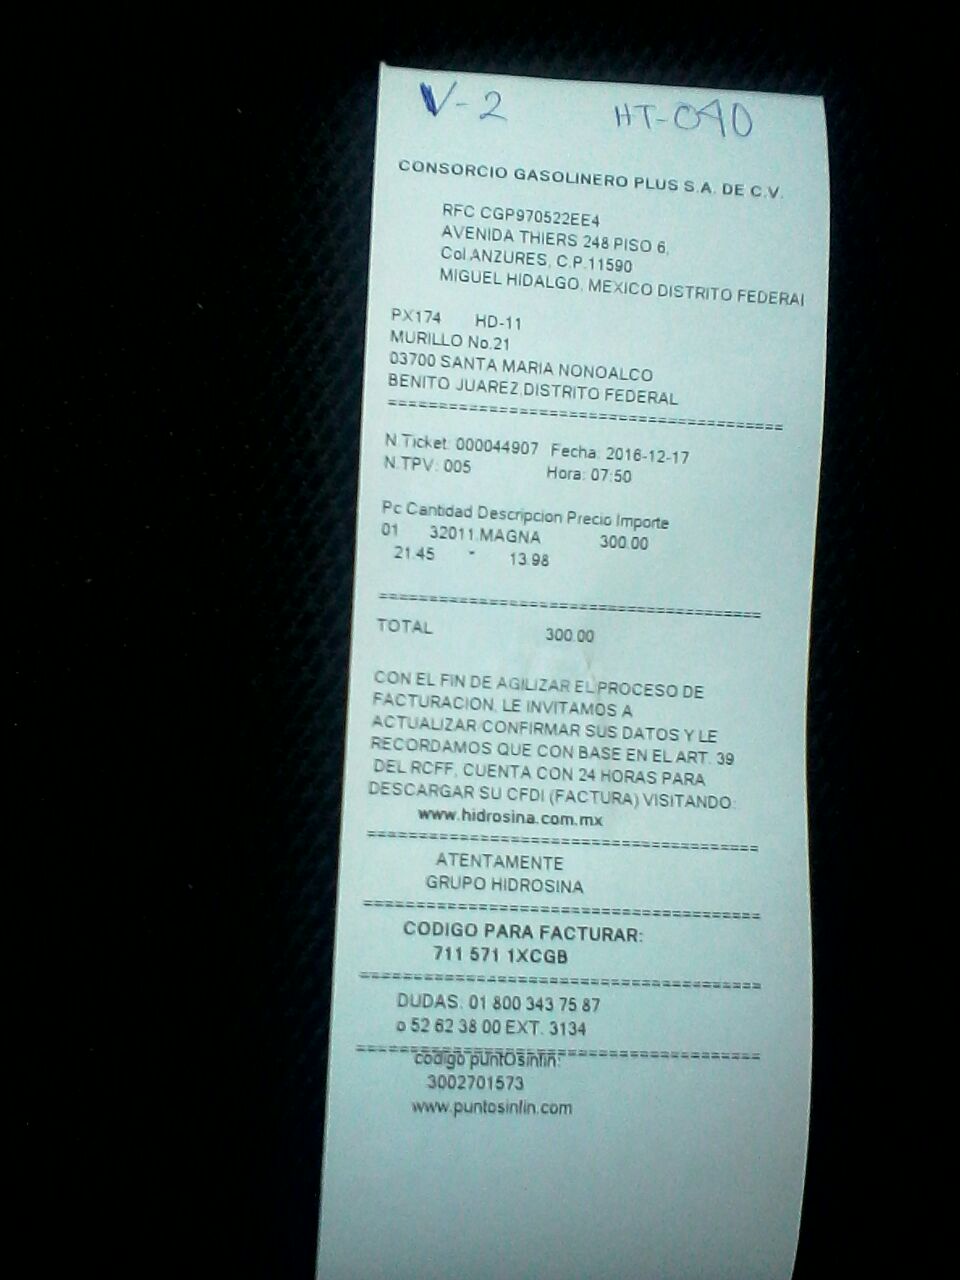 V-2 HT-040
CONSORCIO GASOLINERO PLUS S.A. DE C.V.
RFC CGP970522EE4
AVENIDA THIERS 248 PISO 6,
Col.ANZURES, C.P.11590
MIGUEL HIDALGO, MEXICO DISTRITO FEDERAl
PX174 HD-11
MURILLO No.21
03700 SANTA MARIA NONOALCO
BENITO JUAREZ,DISTRITO FEDERAL
=======================================
N.Ticket: 000044907 Fecha: 2016-12-17
N.TPV: 005 Hora: 07:50
Pc Cantidad Descripcion Precio Importe
01 32011.MAGNA 300.00
21.45 * 13.98
=======================================
TOTAL 300.00
CON EL FIN DE AGILIZAR EL PROCESO DE
FACTURACION, LE INVITAMOS A
ACTUALIZAR/CONFIRMAR SUS DATOS Y LE
RECORDAMOS QUE CON BASE EN EL ART. 39
DEL RCFF, CUENTA CON 24 HORAS PARA
DESCARGAR SU CFDI (FACTURA) VISITANDO:
www.hidrosina.com.mx
=======================================
ATENTAMENTE
GRUPO HIDROSINA
=======================================
CODIGO PARA FACTURAR:
711 571 1XCGB
=======================================
DUDAS: 01 800 343 75 87
o 52 62 38 00 EXT. 3134
=======================================
codigo puntOsinfin:
3002701573
www.puntosinfin.com